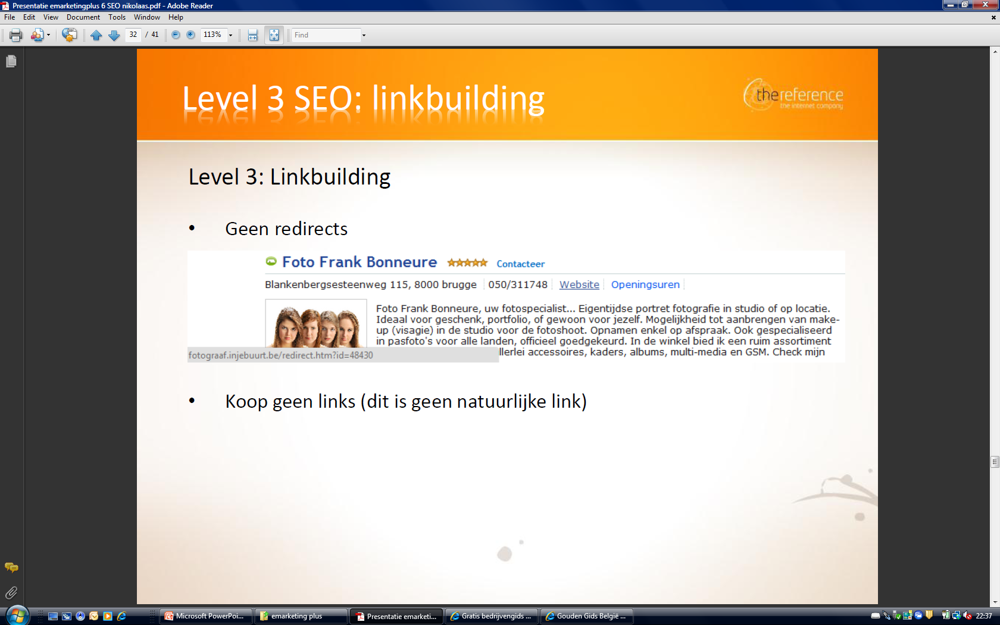 Presentatie emarketingplus 6 SEO nikolaas.pdf - Adobe Reader
File Edit View Document Tools Window Help
32 / 41 113% Find
Level 3 SEO: linkbuilding
thereference
the internet company
Level 3: Linkbuilding
• Geen redirects
Foto Frank Bonneure Contacteer
Blankenbergsesteenweg 115, 8000 brugge 050/311748 Website Openingsuren
Foto Frank Bonneure, uw fotospecialist... Eigentijdse portret fotografie in studio of op locatie.
Ideaal voor geschenk, portfolio, of gewoon voor jezelf. Mogelijkheid tot aanbrengen van make-
up (visagie) in de studio voor de fotoshoot. Opnamen enkel op afspraak. Ook gespecialiseerd
in pasfoto's voor alle landen, officieel goedgekeurd. In de winkel bied ik een ruim assortiment
fotograaf.injebuurt.be/redirect.htm?id=48430 llerlei accessoires, kaders, albums, multi-media en GSM. Check mijn
• Koop geen links (dit is geen natuurlijke link)
Microsoft PowerPoi... emarketing plus Presentatie emarketi... Gratis bedrijvengids ... Gouden Gids België ... 22:37